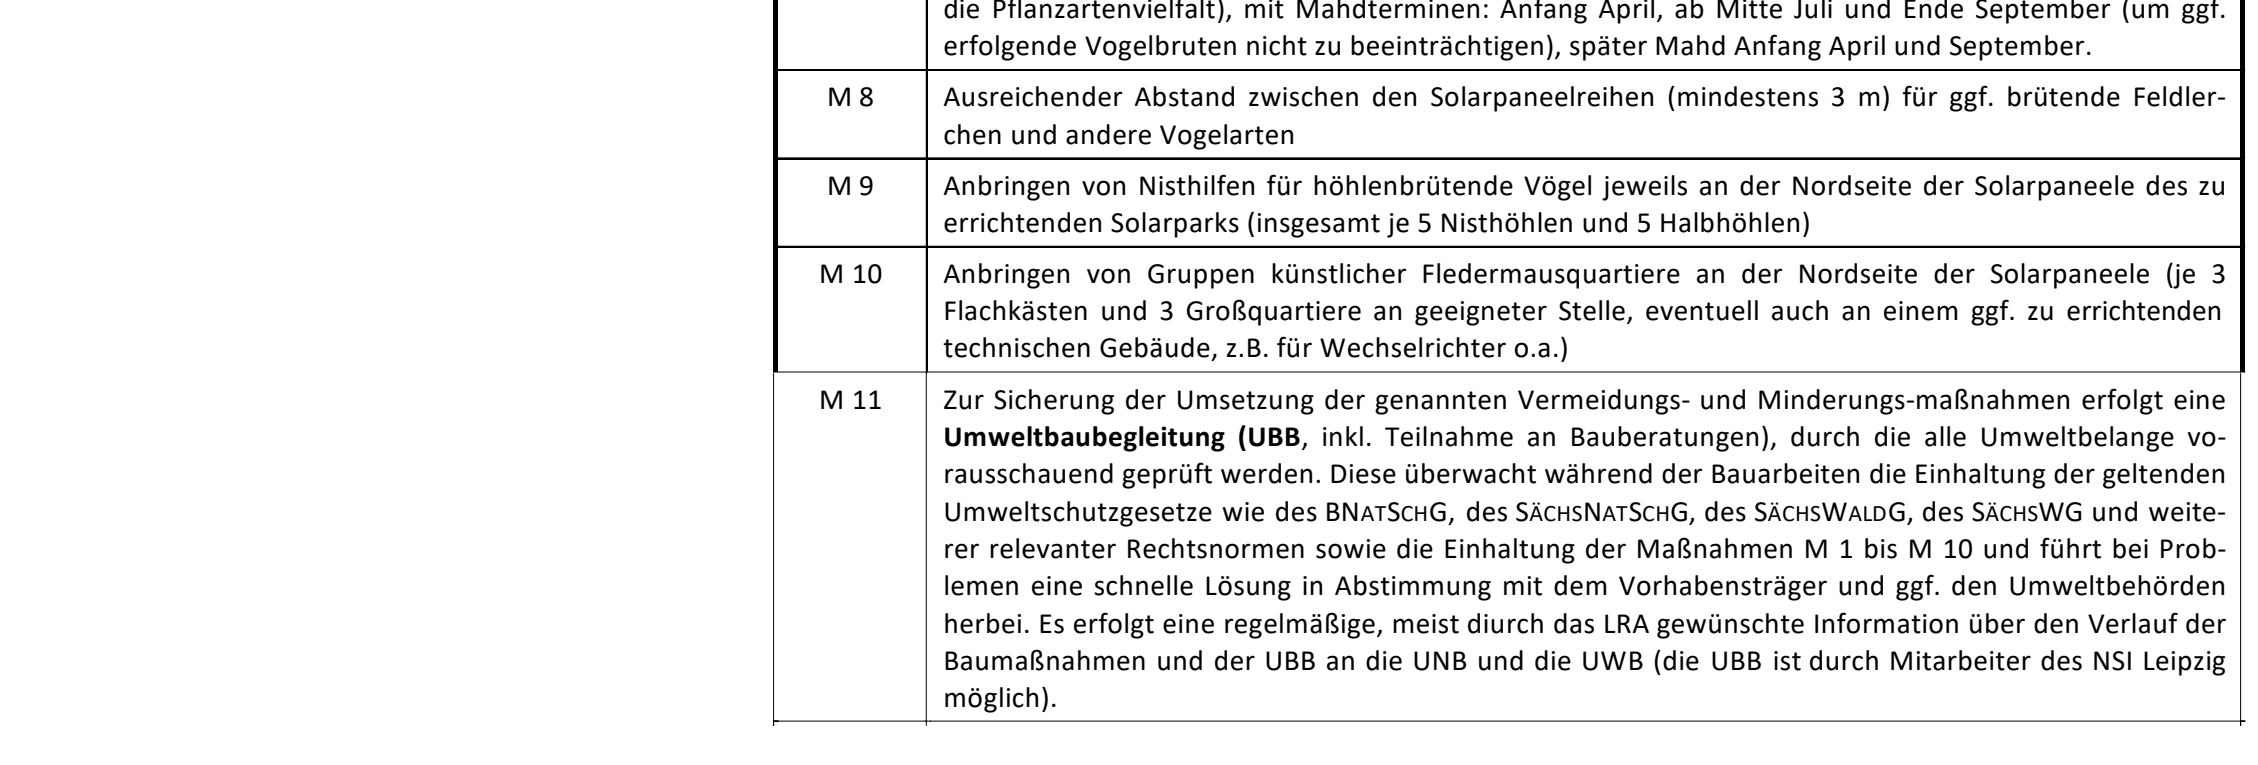 die Pflanzartenvielfalt), mit Mahdterminen: Anfang April, ab Mitte Juli und Ende September (um ggf.
erfolgende Vogelbruten nicht zu beeinträchtigen), später Mahd Anfang April und September.
M 8 Ausreichender Abstand zwischen den Solarpaneelreihen (mindestens 3 m) für ggf. brütende Feldler-
chen und andere Vogelarten
M 9 Anbringen von Nisthilfen für höhlenbrütende Vögel jeweils an der Nordseite der Solarpaneele des zu
errichtenden Solarparks (insgesamt je 5 Nisthöhlen und 5 Halbhöhlen)
M 10 Anbringen von Gruppen künstlicher Fledermausquartiere an der Nordseite der Solarpaneele (je 3
Flachkästen und 3 Großquartiere an geeigneter Stelle, eventuell auch an einem ggf. zu errichtenden
technischen Gebäude, z.B. für Wechselrichter o.a.)
M 11 Zur Sicherung der Umsetzung der genannten Vermeidungs- und Minderungs-maßnahmen erfolgt eine
Umweltbaubegleitung (UBB, inkl. Teilnahme an Bauberatungen), durch die alle Umweltbelange vo-
rausschauend geprüft werden. Diese überwacht während der Bauarbeiten die Einhaltung der geltenden
Umweltschutzgesetze wie des BNATSCHG, des SÄCHSNATSCHG, des SÄCHSWALDG, des SÄCHSWG und weite-
rer relevanter Rechtsnormen sowie die Einhaltung der Maßnahmen M 1 bis M 10 und führt bei Prob-
lemen eine schnelle Lösung in Abstimmung mit dem Vorhabensträger und ggf. den Umweltbehörden
herbei. Es erfolgt eine regelmäßige, meist diurch das LRA gewünschte Information über den Verlauf der
Baumaßnahmen und der UBB an die UNB und die UWB (die UBB ist durch Mitarbeiter des NSI Leipzig
möglich).